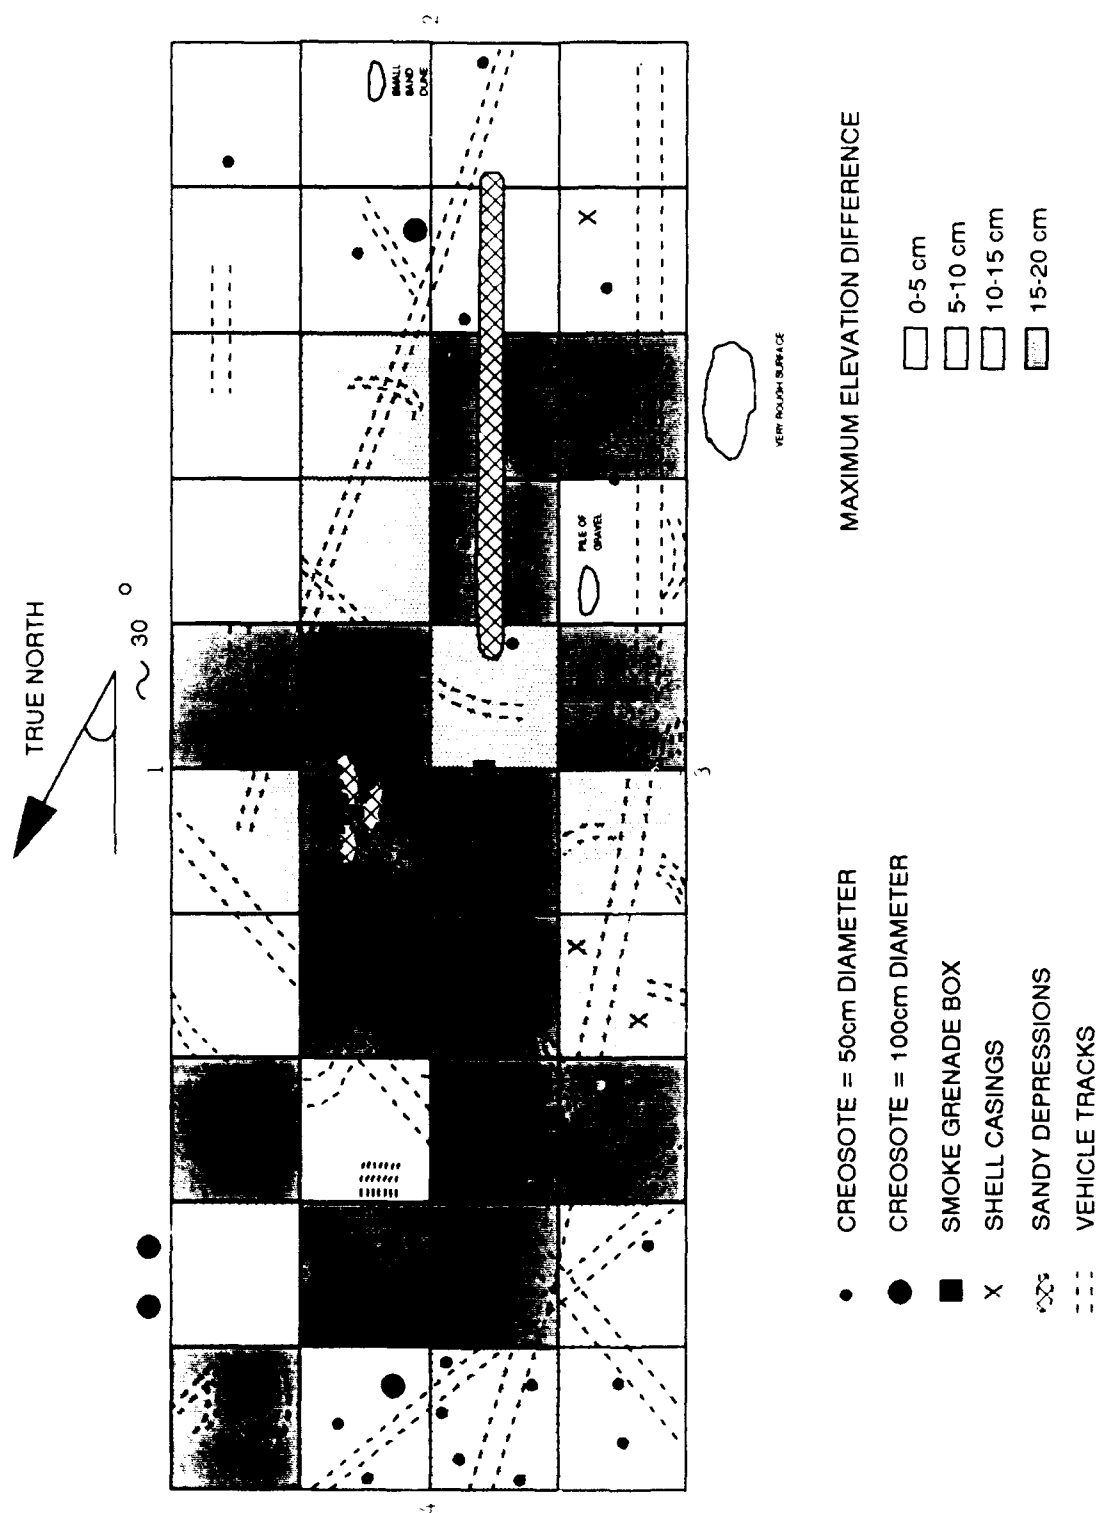 TRUE NORTH
~ 30 °
1
2
3
4
SMALL
SAND
DUNE
PILE OF
GRAVEL
VERY ROUGH SURFACE
CREOSOTE = 50cm DIAMETER
CREOSOTE = 100cm DIAMETER
SMOKE GRENADE BOX
X SHELL CASINGS
SANDY DEPRESSIONS
VEHICLE TRACKS
MAXIMUM ELEVATION DIFFERENCE
0-5 cm
5-10 cm
10-15 cm
15-20 cm
X
X
X